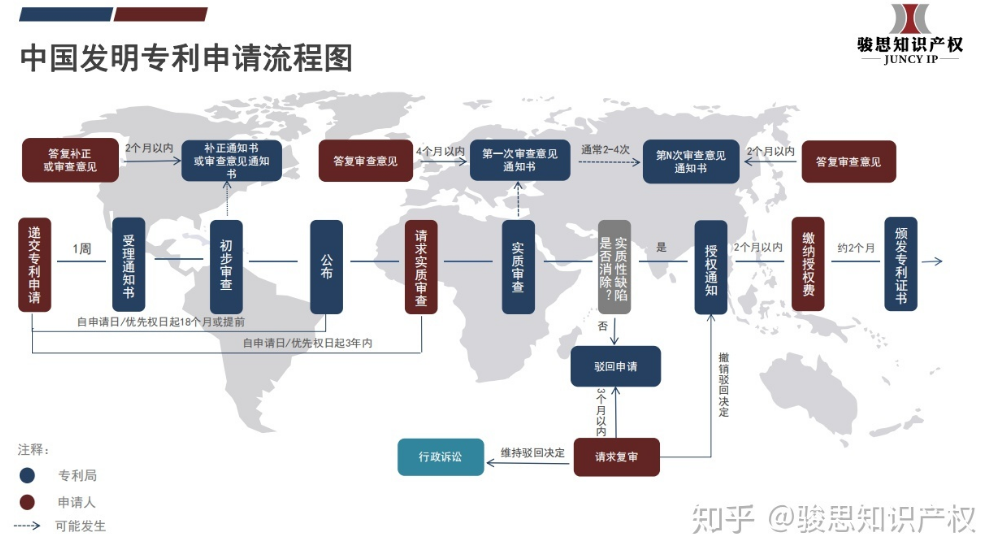 骏思知识产权
JUNCY IP
中国发明专利申请流程图
答复补正
或审查意见
2个月以内
补正通知书
或审查意见通知
书
答复审查意见
4个月以内
第一次审查意见
通知书
通常2-4次
第N次审查意见
通知书
2个月以内
答复审查意见
递交专利申请
1周
受理通知书
初步审查
公布
请求实质审查
实质审查
实质性缺陷
是否消除?
是
授权通知
2个月以内
缴纳授权费
约2个月
颁发专利证书
自申请日/优先权日起18个月或提前
自申请日/优先权日起3年内
否
驳回申请
3个月以内
撤销驳回决定
行政诉讼
维持驳回决定
请求复审
注释:
专利局
申请人
可能发生
知乎 @骏思知识产权